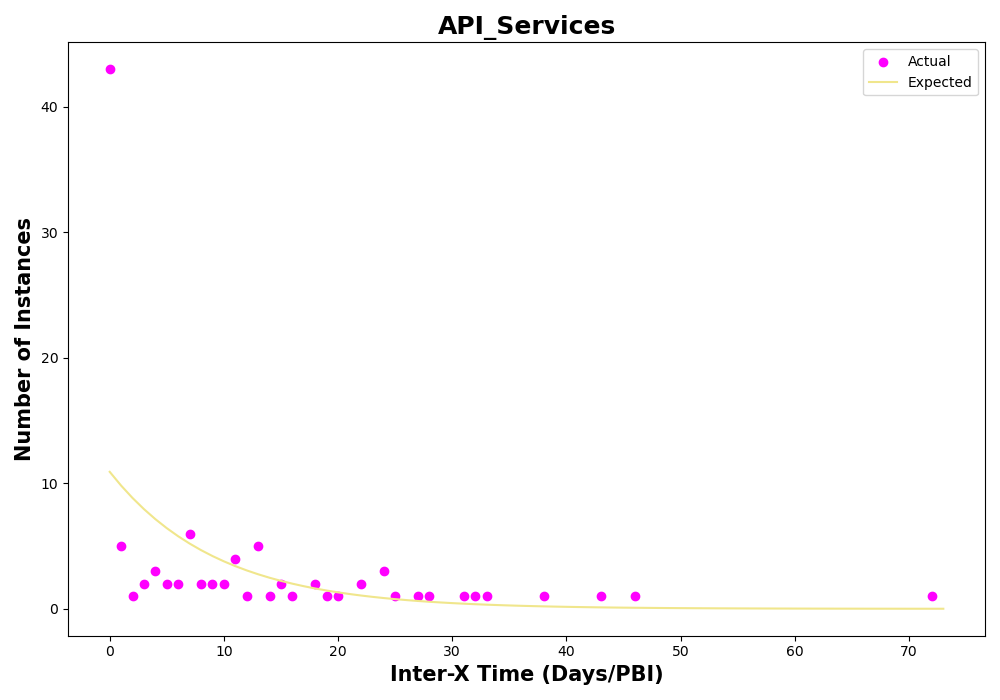 API_Services
Actual
Expected
Number of Instances
40
30
20
10
0
0 10 20 30 40 50 60 70
Inter-X Time (Days/PBI)